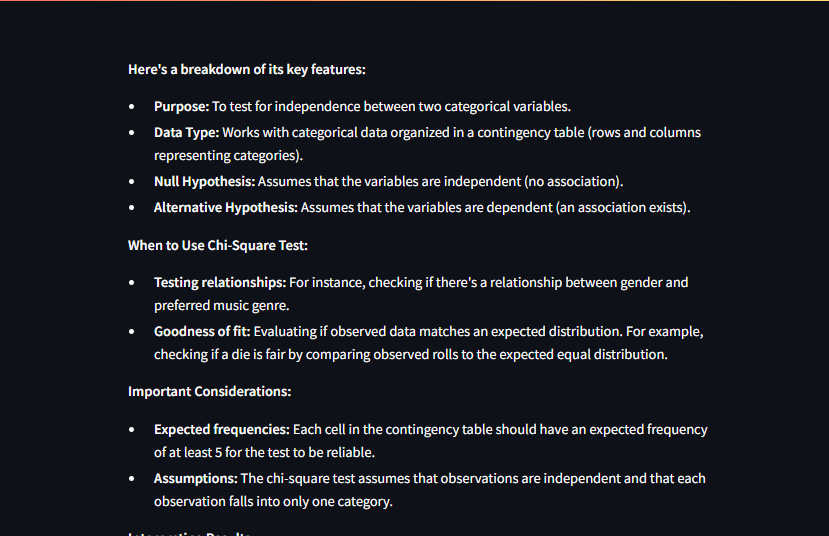 Here's a breakdown of its key features:
• Purpose: To test for independence between two categorical variables.
• Data Type: Works with categorical data organized in a contingency table (rows and columns
representing categories).
• Null Hypothesis: Assumes that the variables are independent (no association).
• Alternative Hypothesis: Assumes that the variables are dependent (an association exists).
When to Use Chi-Square Test:
• Testing relationships: For instance, checking if there's a relationship between gender and
preferred music genre.
• Goodness of fit: Evaluating if observed data matches an expected distribution. For example,
checking if a die is fair by comparing observed rolls to the expected equal distribution.
Important Considerations:
• Expected frequencies: Each cell in the contingency table should have an expected frequency
of at least 5 for the test to be reliable.
• Assumptions: The chi-square test assumes that observations are independent and that each
observation falls into only one category.